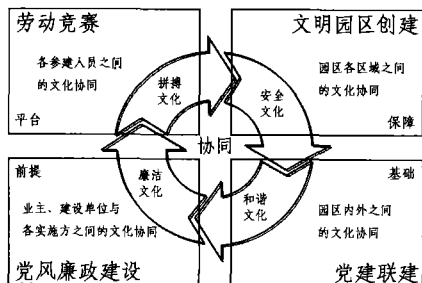 劳动竞赛
各参建人员之间
的文化协同
平台
文明园区创建
园区各区域之间
的文化协同
保障
拼搏
文化
安全
文化
协同
廉洁
文化
和谐
文化
前提
业主、建设单位与
各实施方之间的文化协同
党风廉政建设
基础
园区内外之间
的文化协同
党建联建